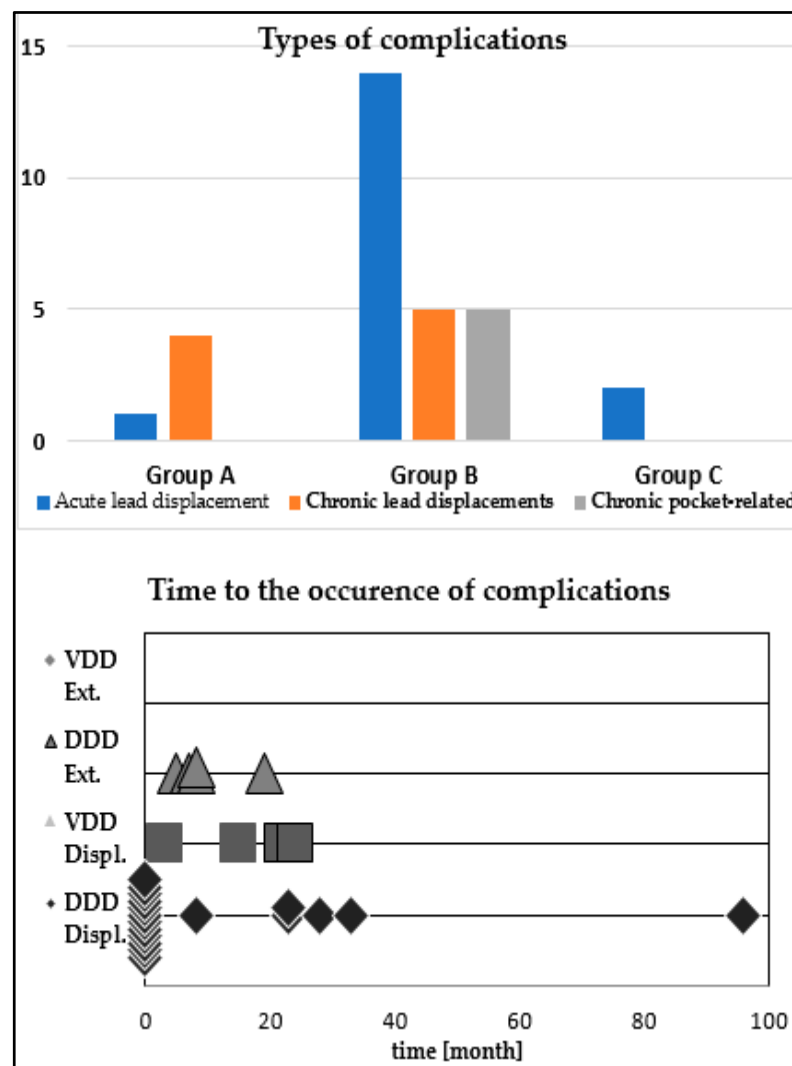 Types of complications
15
10
5
0
Group A Group B Group C
Acute lead displacement Chronic lead displacements Chronic pocket-related
Time to the occurence of complications
VDD
Ext.
DDD
Ext.
VDD
Displ.
DDD
Displ.
0 20 40 60 80 100
time [month]